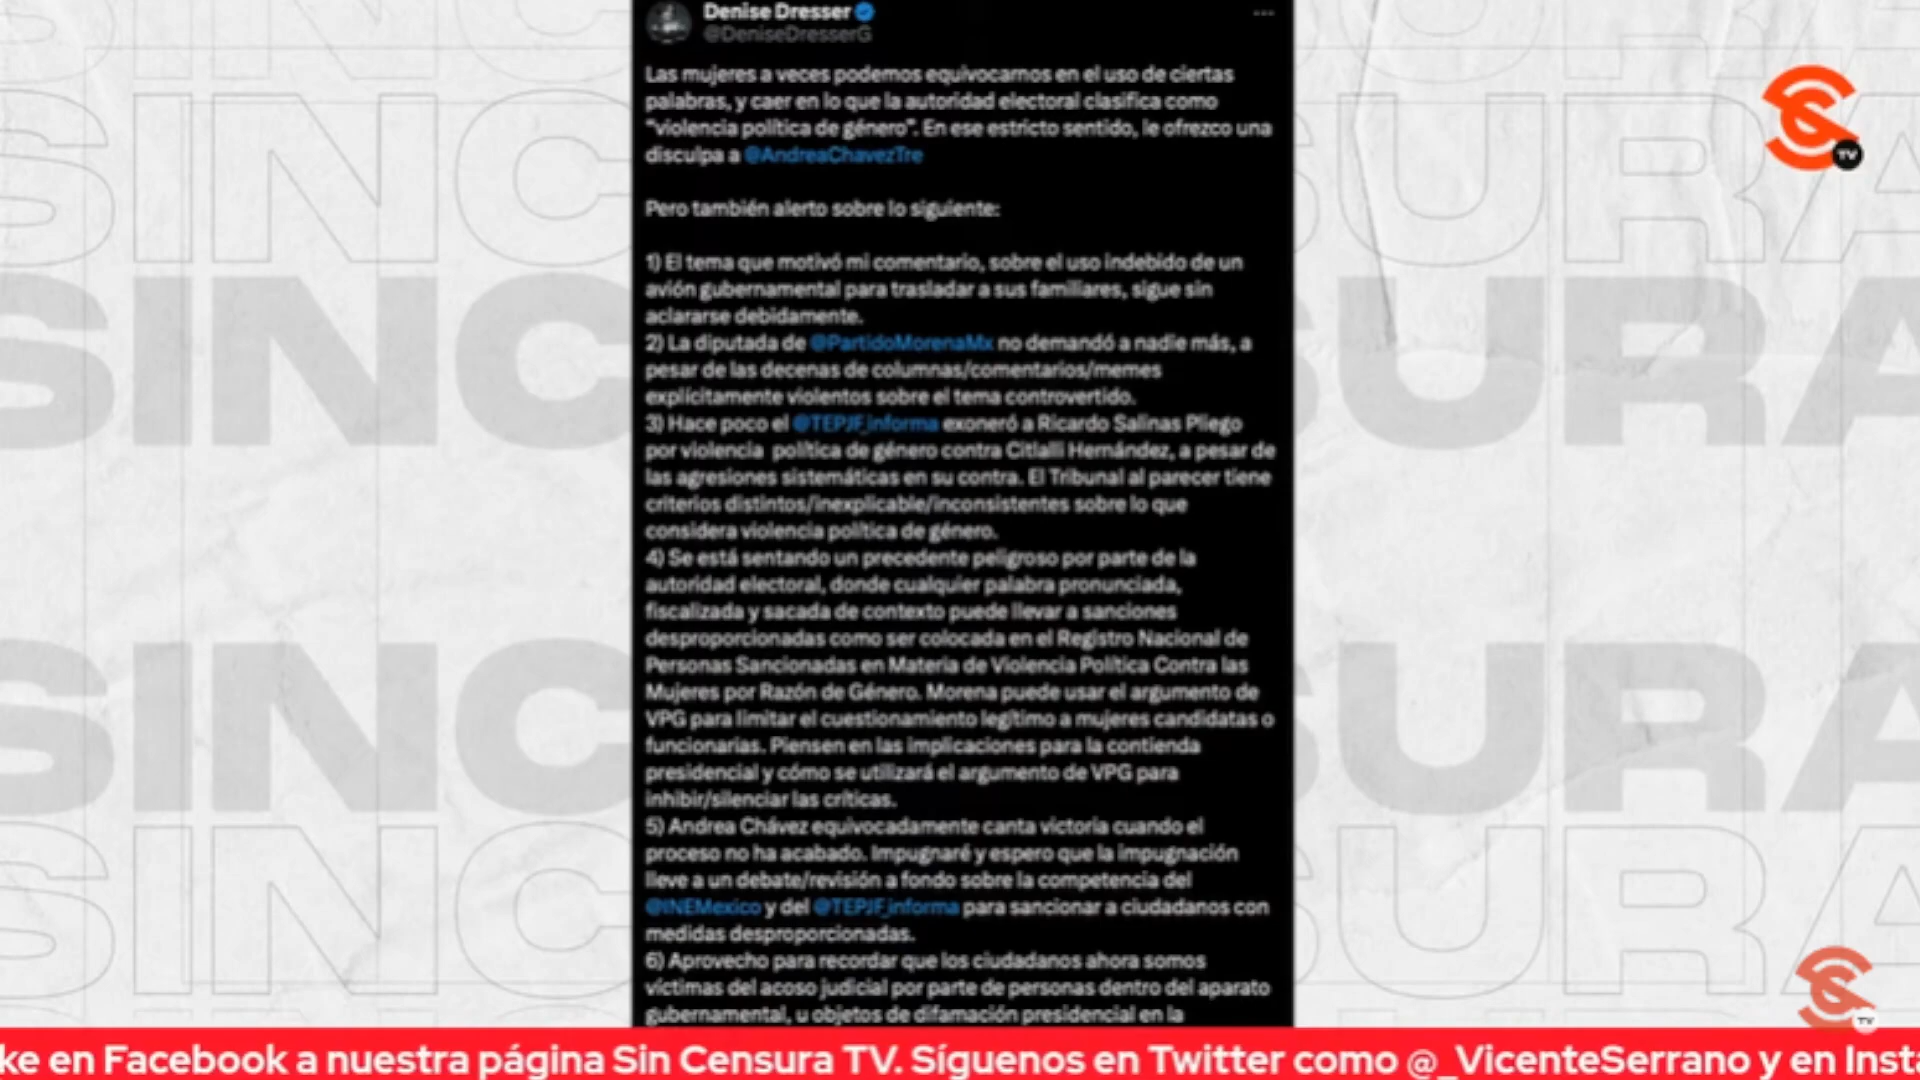 Denise Dresser
@DeniseDresserG
Las mujeres a veces podemos equivocarnos en el uso de ciertas
palabras, y caer en lo que la autoridad electoral clasifica como
"violencia política de género". En ese estricto sentido, le ofrezco una
disculpa a @AndreaChavezTre
Pero también alerto sobre lo siguiente:
1) El tema que motivó mi comentario, sobre el uso indebido de un
avión gubernamental para trasladar a sus familiares, sigue sin
aclararse debidamente.
2) La diputada de @PartidoMorenaMx no demandó a nadie más, a
pesar de las decenas de columnas/comentarios/memes
explícitamente violentos sobre el tema controvertido.
3) Hace poco el @TEPJF_informa exoneró a Ricardo Salinas Pliego
por violencia política de género contra Citlalli Hernández, a pesar de
las agresiones sistemáticas en su contra. El Tribunal al parecer tiene
criterios distintos/inexplicable/inconsistentes sobre lo que
considera violencia política de género.
4) Se está sentando un precedente peligroso por parte de la
autoridad electoral, donde cualquier palabra pronunciada,
fiscalizada y sacada de contexto puede llevar a sanciones
desproporcionadas como ser colocada en el Registro Nacional de
Personas Sancionadas en Materia de Violencia Política Contra las
Mujeres por Razón de Género. Morena puede usar el argumento de
VPG para limitar el cuestionamiento legítimo a mujeres candidatas o
funcionarias. Piensen en las implicaciones para la contienda
presidencial y cómo se utilizará el argumento de VPG para
inhibir/silenciar las críticas.
5) Andrea Chávez equivocadamente canta victoria cuando el
proceso no ha acabado. Impugnaré y espero que la impugnación
lleve a un debate/revisión a fondo sobre la competencia del
@INEMexico y del @TEPJF_informa para sancionar a ciudadanos con
medidas desproporcionadas.
6) Aprovecho para recordar que los ciudadanos ahora somos
víctimas del acoso judicial por parte de personas dentro del aparato
gubernamental, u objetos de difamación presidencial en la
SINC
URA
SINC
URA
SINC
URA
SINC
URA
TV
TV
ke en Facebook a nuestra página Sin Censura TV. Síguenos en Twitter como @_VicenteSerrano y en Insta